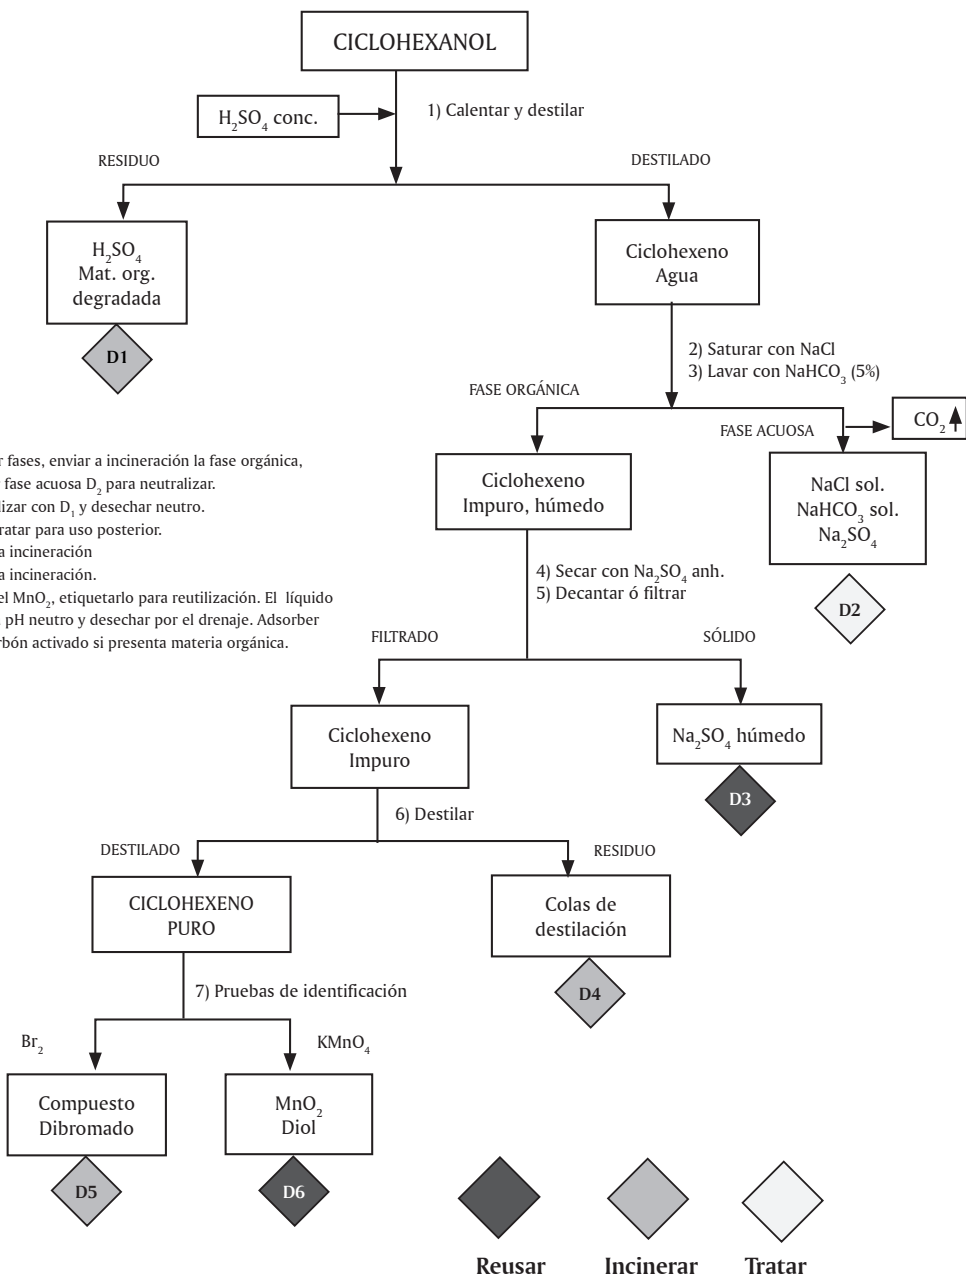 CICLOHEXANOL
H₂SO₄ conc.
1) Calentar y destilar
RESIDUO
DESTILADO
H₂SO₄
Mat. org.
degradada
D1
Ciclohexeno
Agua
2) Saturar con NaCl
3) Lavar con NaHCO₃ (5%)
FASE ORGÁNICA
FASE ACUOSA
CO₂
r fases, enviar a incineración la fase orgánica,
fase acuosa D₂ para neutralizar.
lizar con D₁ y desechar neutro.
ratar para uso posterior.
a incineración
a incineración.
el MnO₂, etiquetarlo para reutilización. El líquido
pH neutro y desechar por el drenaje. Adsorber
rbón activado si presenta materia orgánica.
Ciclohexeno
Impuro, húmedo
NaCl sol.
NaHCO₃ sol.
Na₂SO₄
D2
4) Secar con Na₂SO₄ anh.
5) Decantar ó filtrar
FILTRADO
SÓLIDO
Ciclohexeno
Impuro
Na₂SO₄ húmedo
D3
6) Destilar
DESTILADO
RESIDUO
CICLOHEXENO
PURO
Colas de
destilación
D4
7) Pruebas de identificación
Br₂
KMnO₄
Compuesto
Dibromado
D5
MnO₂
Diol
D6
Reusar
Incinerar
Tratar